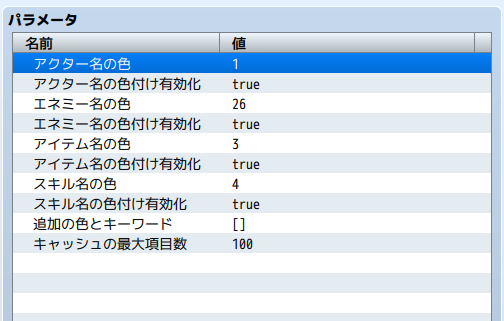 パラメータ
名前 値
アクター名の色 1
アクター名の色付け有効化 true
エネミー名の色 26
エネミー名の色付け有効化 true
アイテム名の色 3
アイテム名の色付け有効化 true
スキル名の色 4
スキル名の色付け有効化 true
追加の色とキーワード []
キャッシュの最大項目数 100